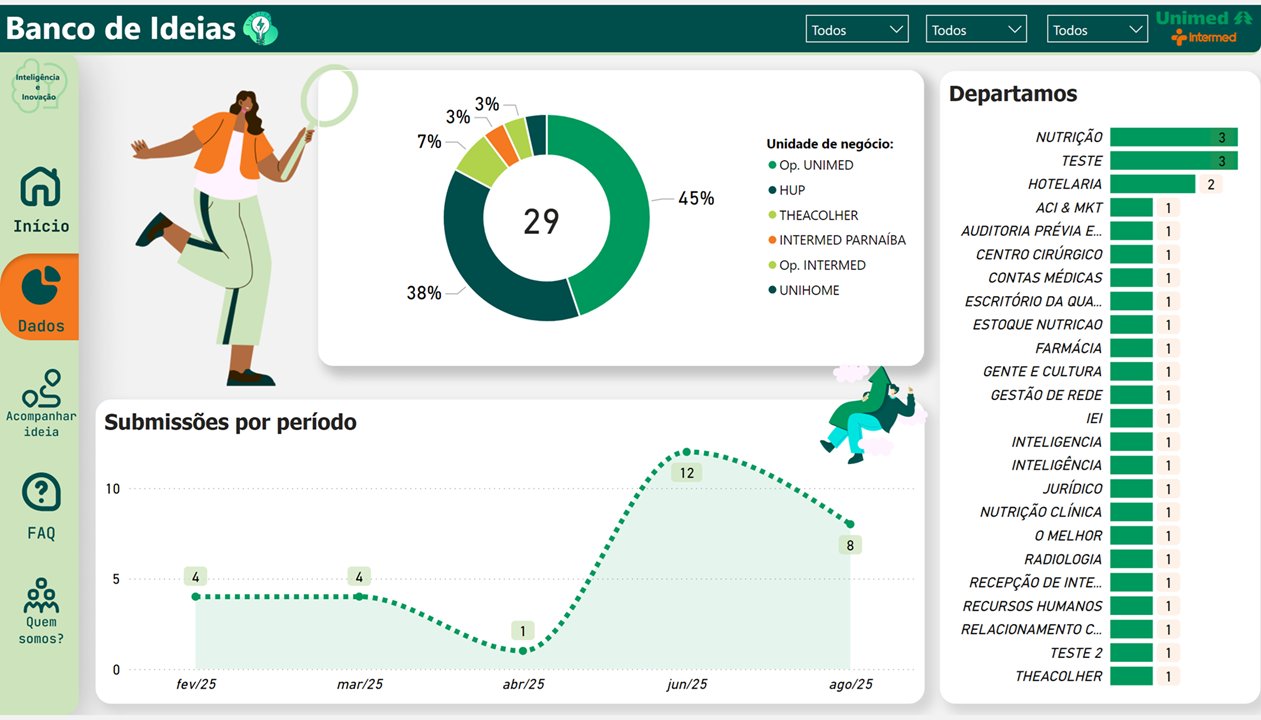 Banco de Ideias
Todos
Todos
Todos
Unimed
Intermed
Inteligência
e
Inovação
Início
Dados
Acompanhar
ideia
FAQ
Quem
somos?
3%
3%
7%
45%
38%
29
Unidade de negócio:
Op. UNIMED
HUP
THEACOLHER
INTERMED PARNAÍBA
Op. INTERMED
UNIHOME
Submissões por período
10
5
0
4
4
1
12
8
fev/25
mar/25
abr/25
jun/25
ago/25
Departamos
NUTRIÇÃO 3
TESTE 3
HOTELARIA 2
ACI & MKT 1
AUDITORIA PRÉVIA E... 1
CENTRO CIRÚRGICO 1
CONTAS MÉDICAS 1
ESCRITÓRIO DA QUA... 1
ESTOQUE NUTRICAO 1
FARMÁCIA 1
GENTE E CULTURA 1
GESTÃO DE REDE 1
IEI 1
INTELIGENCIA 1
INTELIGÊNCIA 1
JURÍDICO 1
NUTRIÇÃO CLÍNICA 1
O MELHOR 1
RADIOLOGIA 1
RECEPÇÃO DE INTE... 1
RECURSOS HUMANOS 1
RELACIONAMENTO C... 1
TESTE 2 1
THEACOLHER 1